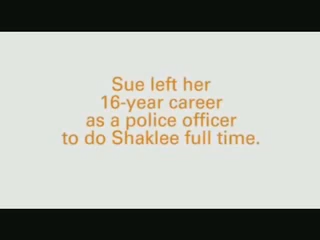 Sue left her
16-year career
as a police officer
to do Shaklee full time.